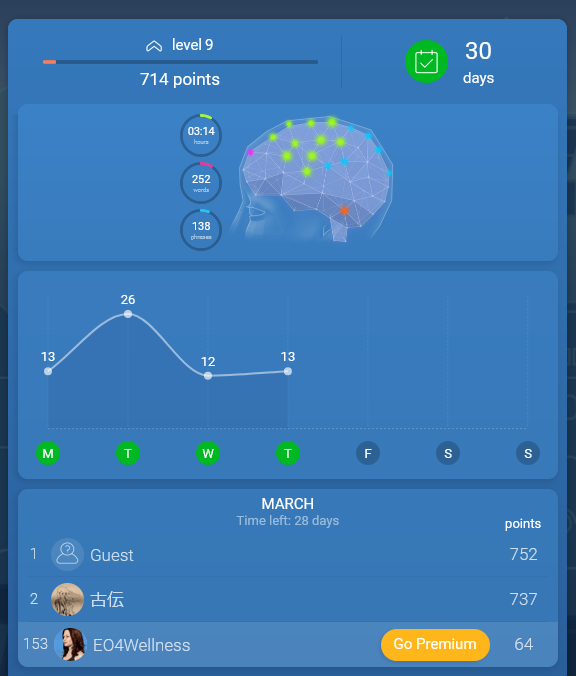 level 9
714 points
30
days
03:14
hours
252
words
138
phrases
26
13
12
13
M T W T F S S
MARCH
Time left: 28 days
points
1 Guest 752
2 古伝 737
153 EO4Wellness Go Premium 64